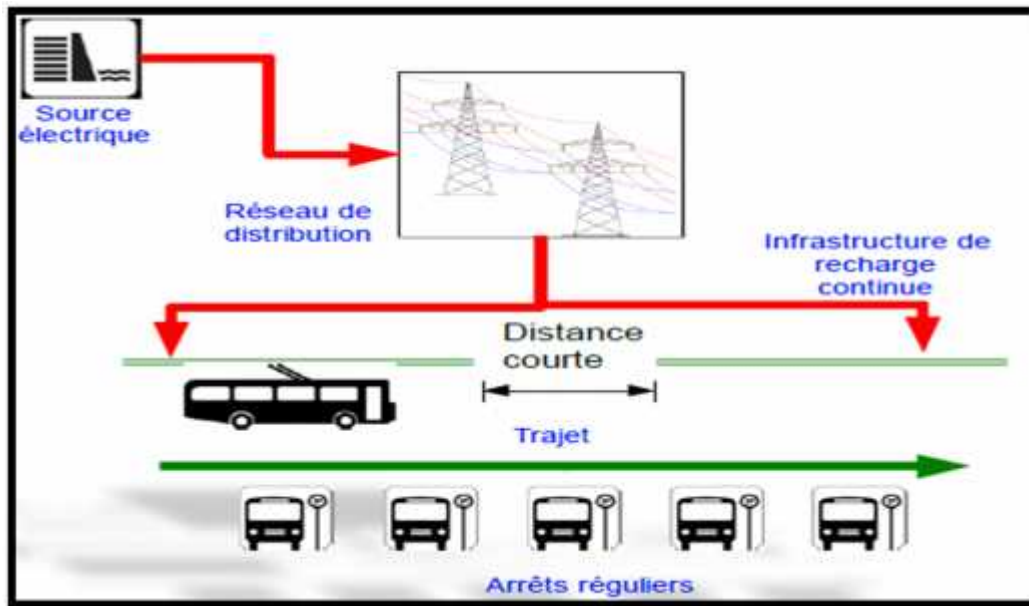 Source
électrique
Réseau de
distribution
Infrastructure de
recharge
continue
Distance
courte
Trajet
Arrêts réguliers